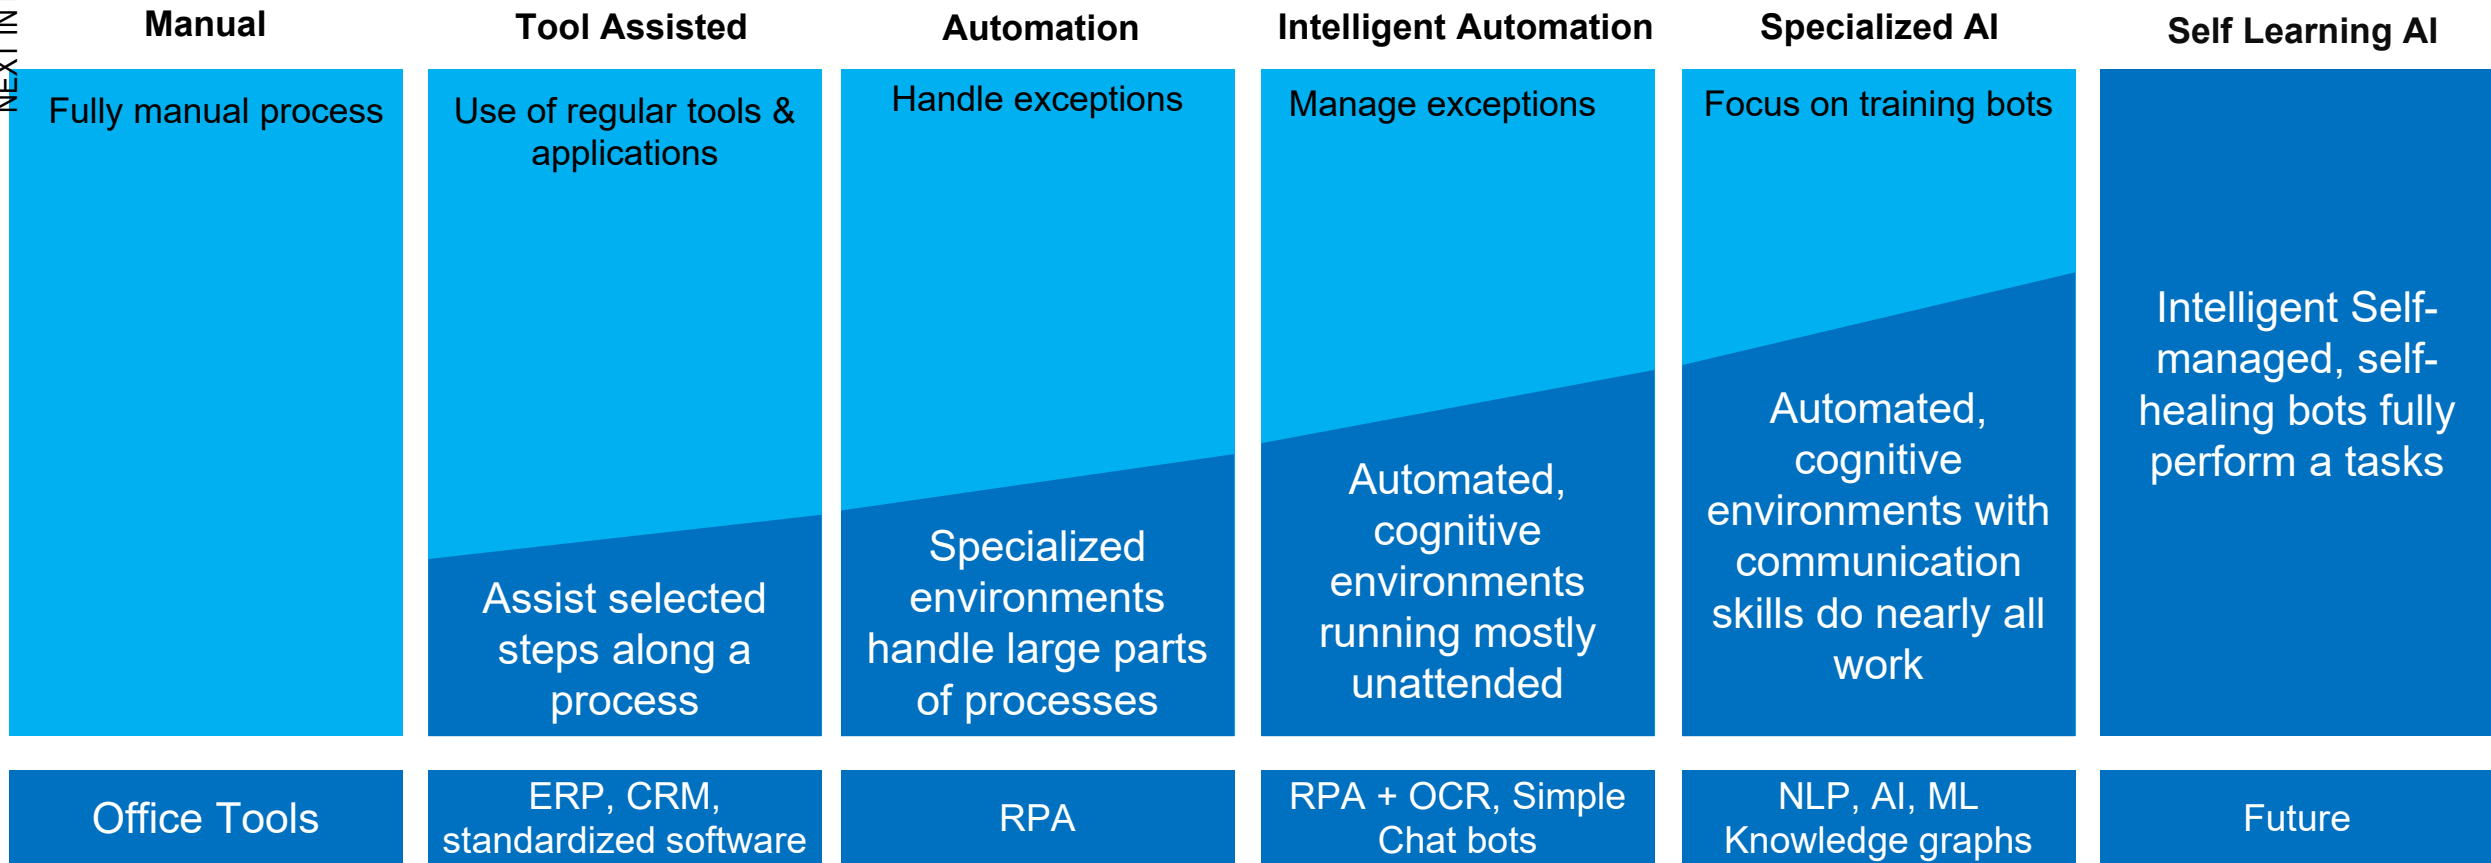 NEXT IN
Manual
Tool Assisted
Automation
Intelligent Automation
Specialized AI
Self Learning AI
Fully manual process
Use of regular tools &
applications
Handle exceptions
Manage exceptions
Focus on training bots
Assist selected
steps along a
process
Specialized
environments
handle large parts
of processes
Automated,
cognitive
environments
running mostly
unattended
Automated,
cognitive
environments with
communication
skills do nearly all
work
Intelligent Self-
managed, self-
healing bots fully
perform a tasks
Office Tools
ERP, CRM,
standardized software
RPA
RPA + OCR, Simple
Chat bots
NLP, AI, ML
Knowledge graphs
Future